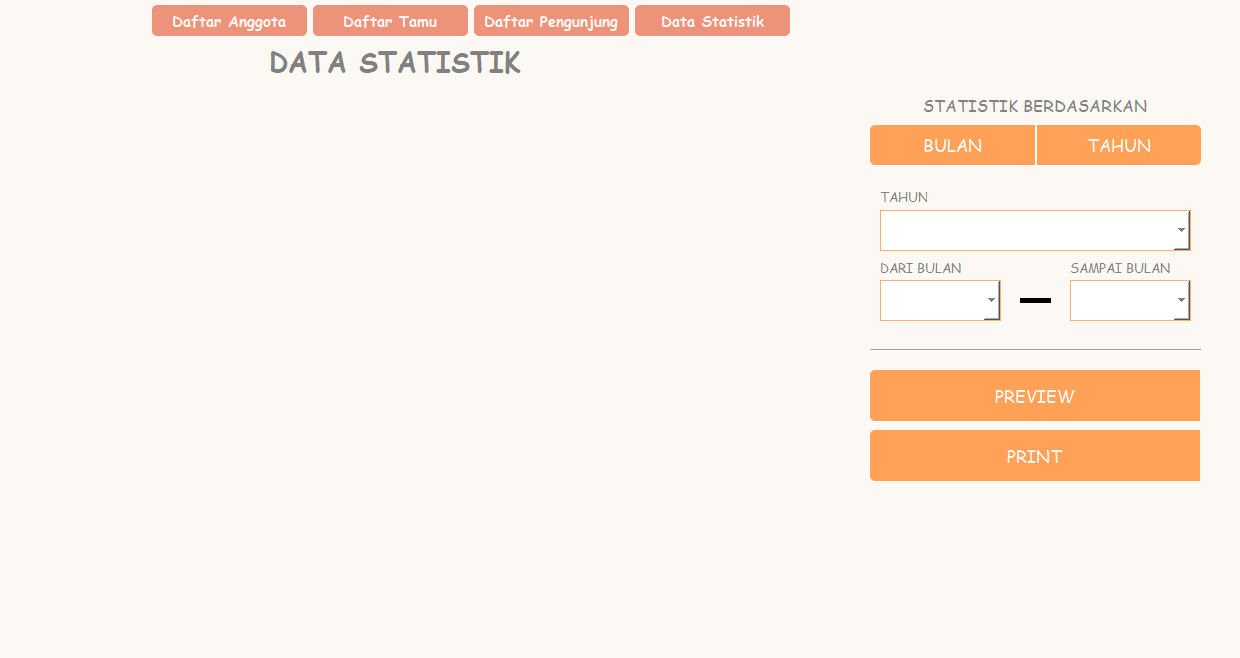 Daftar Anggota Daftar Tamu Daftar Pengunjung Data Statistik
DATA STATISTIK
STATISTIK BERDASARKAN
BULAN TAHUN
TAHUN
DARI BULAN SAMPAI BULAN
PREVIEW
PRINT